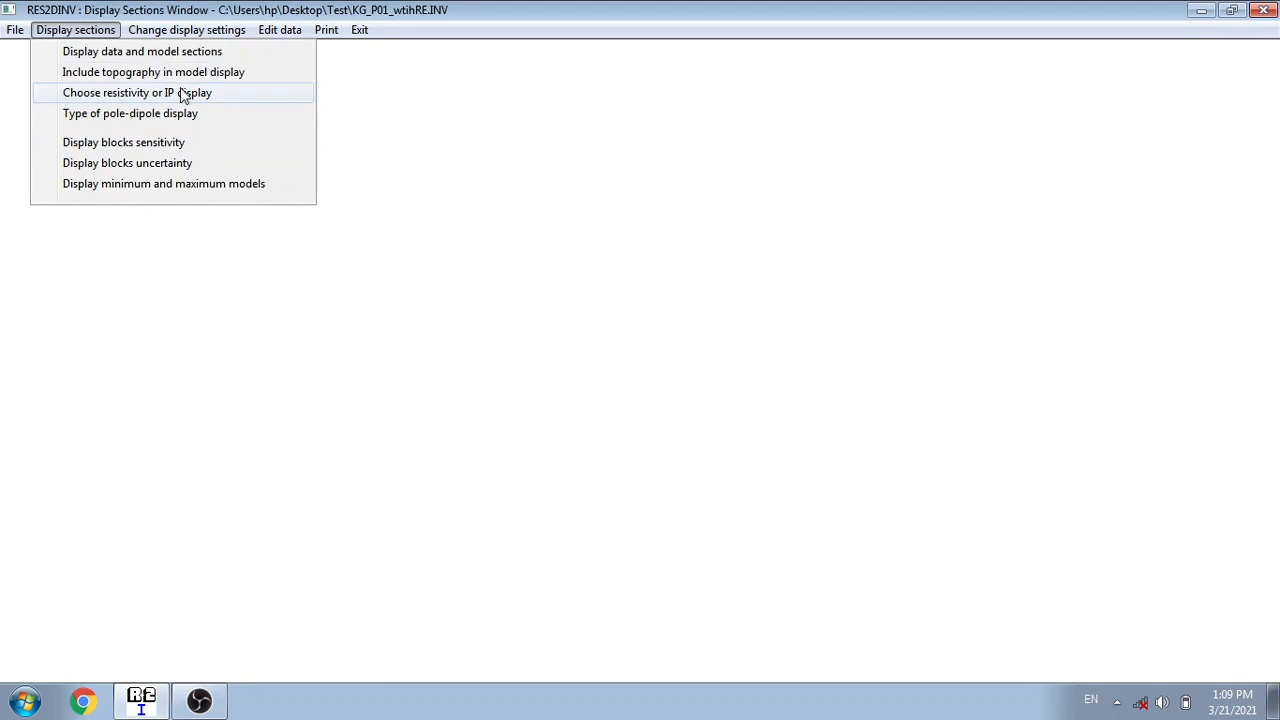 RES2DINV : Display Sections Window - C:\Users\hp\Desktop\Test\KG_P01_wtihRE.INV
File Display sections Change display settings Edit data Print Exit
Display data and model sections
Include topography in model display
Choose resistivity or IP display
Type of pole-dipole display
Display blocks sensitivity
Display blocks uncertainty
Display minimum and maximum models
R2
I
EN
1:09 PM
3/21/2021